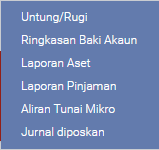 Untung/Rugi
Ringkasan Baki Akaun
Laporan Aset
Laporan Pinjaman
Aliran Tunai Mikro
Jurnal diposkan